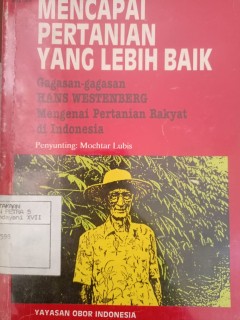 MENCAPAI
PERTANIAN
YANG LEBIH BAIK
Gagasan-gagasan
HANS WESTENBERG
Mengenai Pertanian Rakyat
di Indonesia
Penyunting: Mochtar Lubis
XVII
YAYASAN OBOR INDONESIA